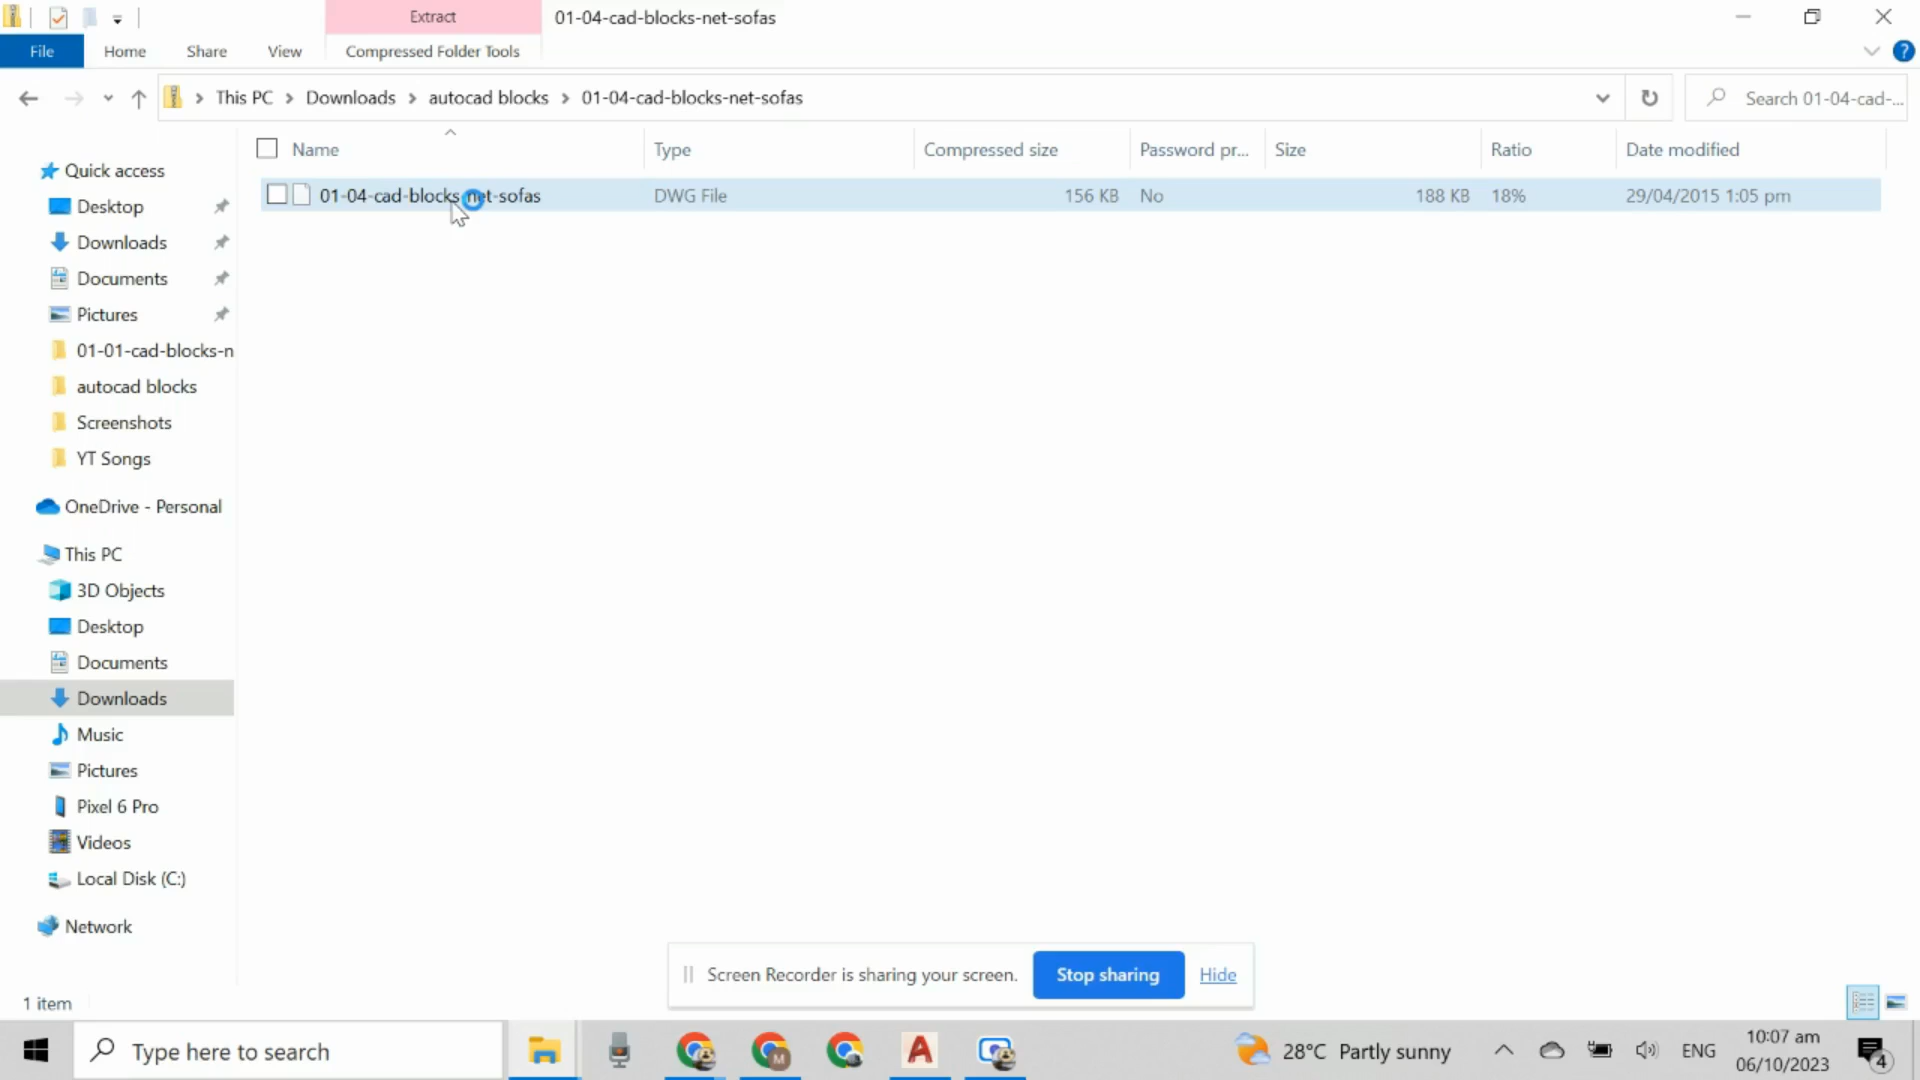 Extract
01-04-cad-blocks-net-sofas
File
Home
Share
View
Compressed Folder Tools
This PC
Downloads
autocad blocks
01-04-cad-blocks-net-sofas
Search 01-04-cad-...
Name
Type
Compressed size
Password pr...
Size
Ratio
Date modified
01-04-cad-blocks-net-sofas
DWG File
156 KB
No
188 KB
18%
29/04/2015 1:05 pm
Quick access
Desktop
Downloads
Documents
Pictures
01-01-cad-blocks-n
autocad blocks
Screenshots
YT Songs
OneDrive - Personal
This PC
3D Objects
Desktop
Documents
Downloads
Music
Pictures
Pixel 6 Pro
Videos
Local Disk (C:)
Network
Screen Recorder is sharing your screen.
Stop sharing
Hide
1 item
Type here to search
M
A
28°C Partly sunny
ENG
10:07 am
06/10/2023
4